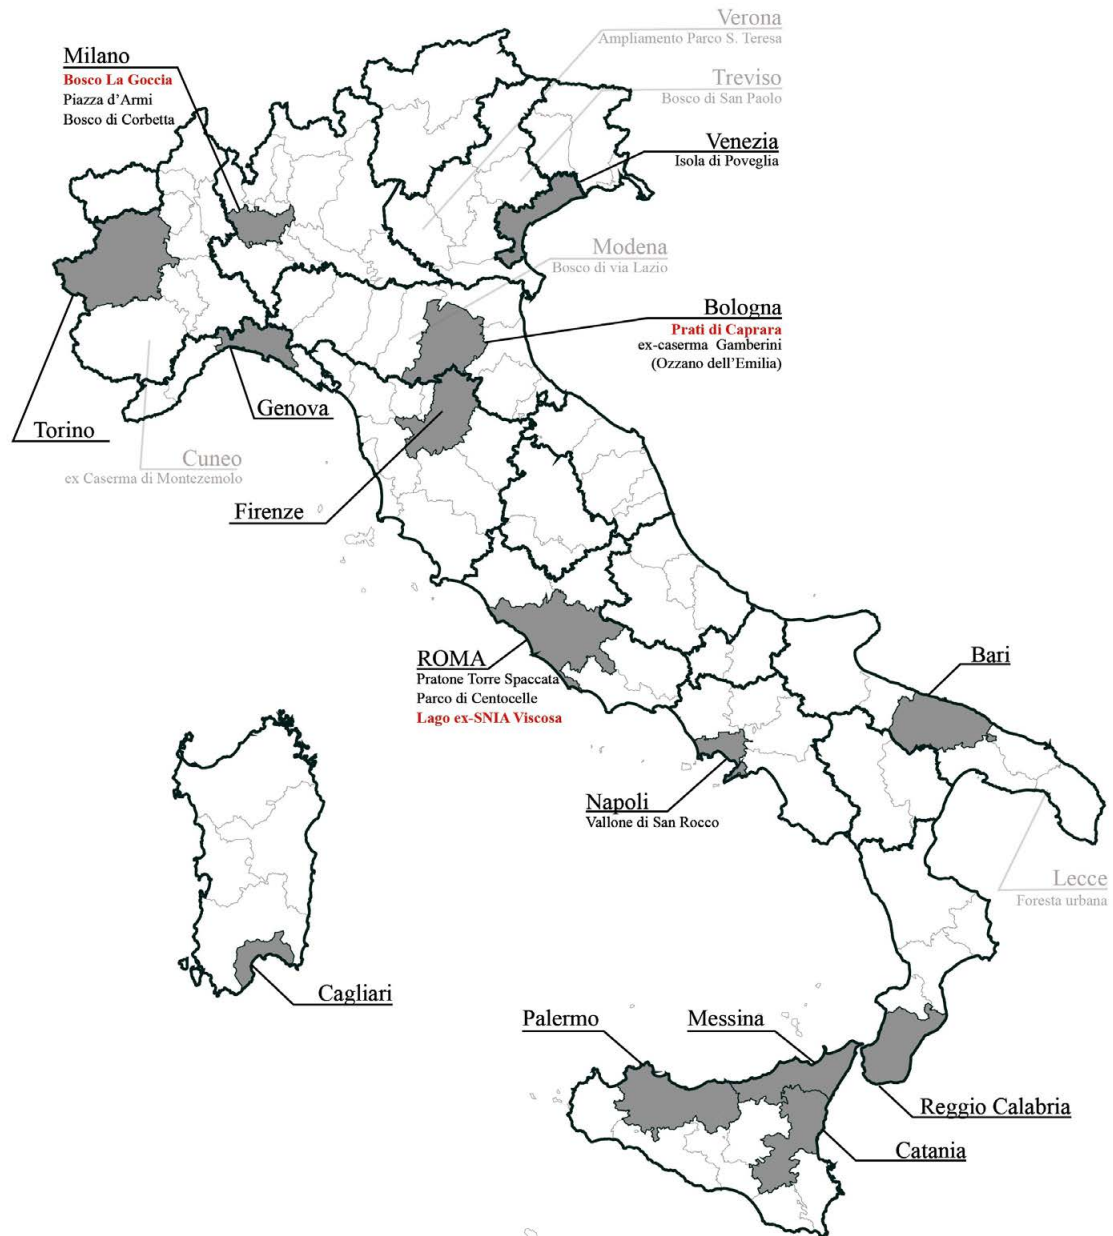 Verona
Ampliamento Parco S. Teresa
Milano
Bosco La Goccia
Piazza d'Armi
Bosco di Corbetta
Treviso
Bosco di San Paolo
Venezia
Isola di Poveglia
Modena
Bosco di via Lazio
Bologna
Prati di Caprara
ex-caserma Gamberini
(Ozzano dell'Emilia)
Genova
Torino
Cuneo
ex Caserma di Montezemolo
Firenze
ROMA
Pratone Torre Spaccata
Parco di Centocelle
Lago ex-SNIA Viscosa
Bari
Napoli
Vallone di San Rocco
Lecce
Foresta urbana
Cagliari
Palermo
Messina
Reggio Calabria
Catania